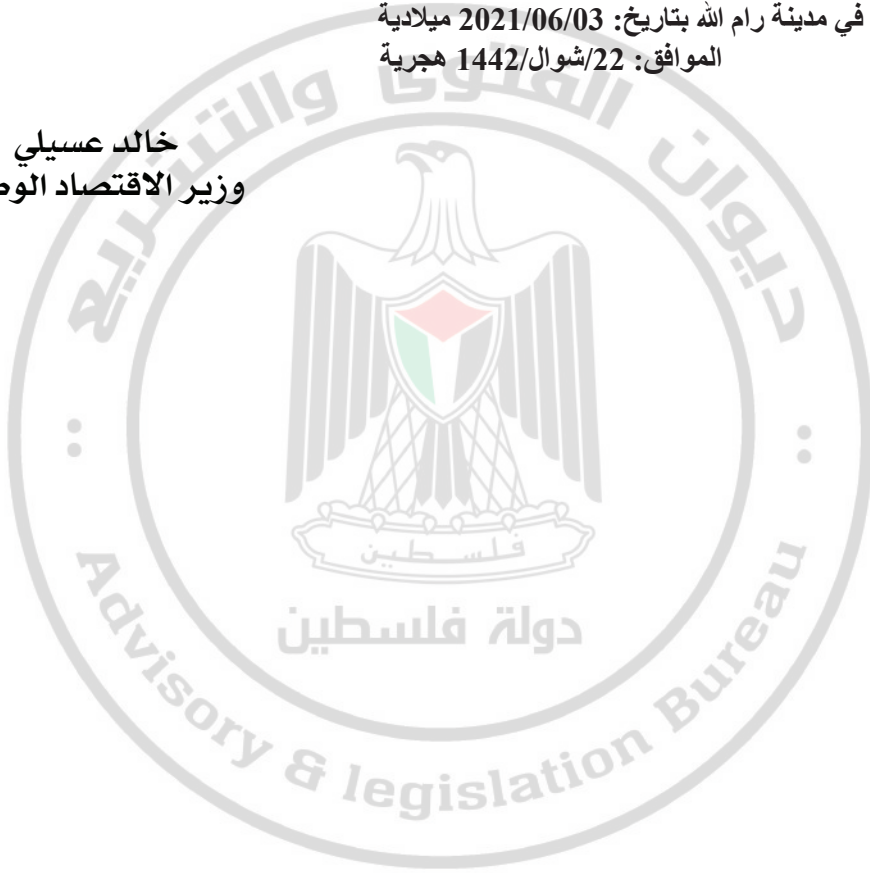 في مدينة رام الله بتاريخ: 2021/06/03 ميلادية
الموافق: 22/شوال/1442 هجرية
خالد عسيلي
وزير الاقتصاد
ديوان الفتوى والتشريع
فلسطين
دولة فلسطين
Advisory & legislation Bureau